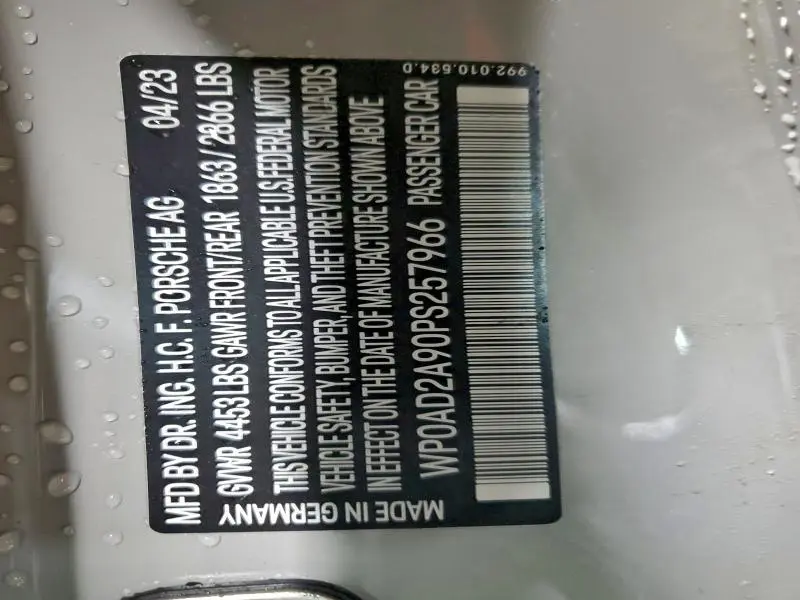 MFD BY DR. ING. H.C. F. PORSCHE AG 04/23
GVWR 4453 LBS GAWR FRONT/REAR 1863/2866 LBS
THIS VEHICLE CONFORMS TO ALL APPLICABLE U.S. FEDERAL MOTOR
VEHICLE SAFETY, BUMPER, AND THEFT PREVENTION STANDARDS
IN EFFECT ON THE DATE OF MANUFACTURE SHOWN ABOVE.
WP0AD2A90PS257966 PASSENGER CAR
MADE IN GERMANY
992.010.534.D